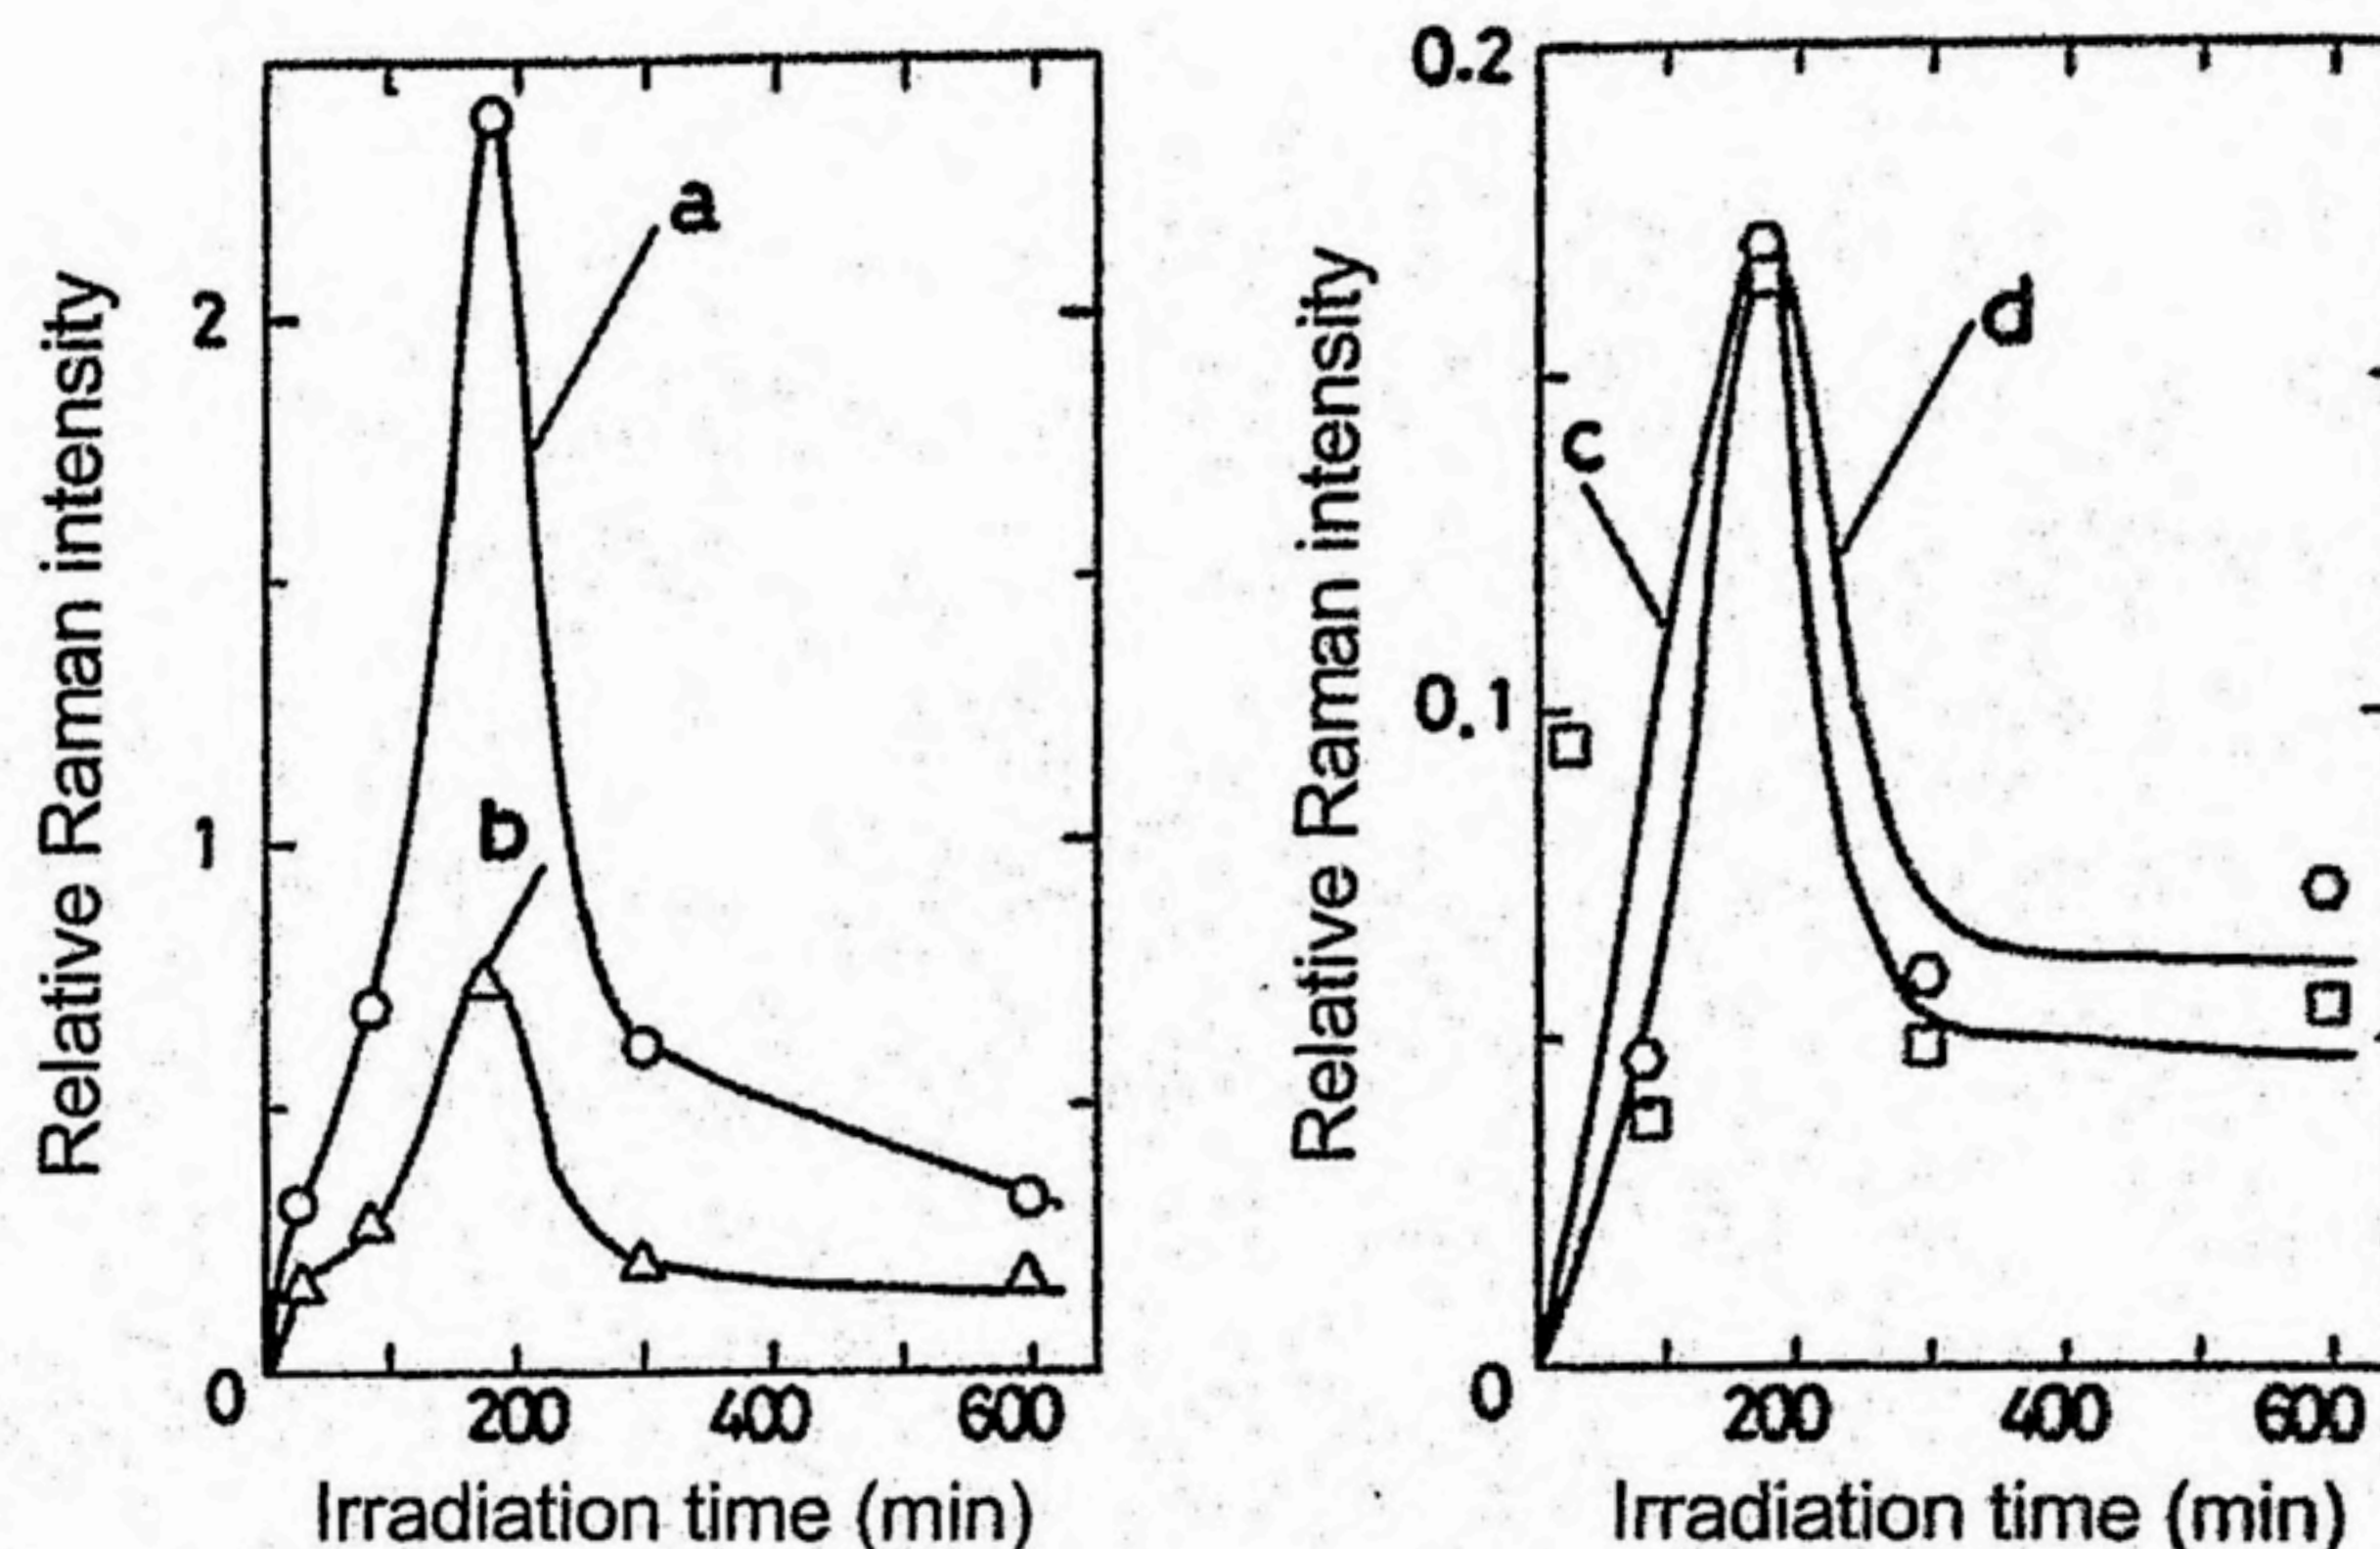 Relative Raman intensity
2
1
0
a
b
200 400 600
Irradiation time (min)
Relative Raman intensity
0.2
0.1
0
c
d
200 400 600
Irradiation time (min)